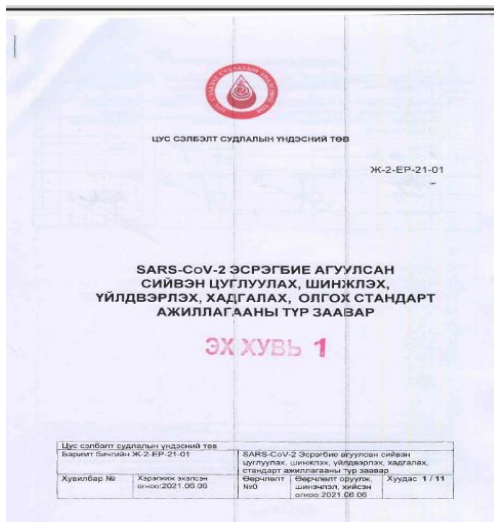 ЦУС СЭЛБЭЛТ СУДЛАЛЫН ҮНДЭСНИЙ ТӨВ
Ж-2-ЕР-21-01
SARS-CoV-2 ЭСРЭГБИЕ АГУУЛСАН
СИЙВЭН ЦУГЛУУЛАХ, ШИНЖЛЭХ,
ҮЙЛДВЭРЛЭХ, ХАДГАЛАХ, ОЛГОХ СТАНДАРТ
АЖИЛЛАГААНЫ ТҮР ЗААВАР
ЭХ ХУВЬ 1
Цус сэлбэлт судлалын үндэсний төв
Баримт бичгийн Ж-2-ЕР-21-01
SARS-CoV-2 Эсрэгбие агуулсан сийвэн
цуглуулах, шинжлэх, үйлдвэрлэх, хадгалах,
стандарт ажиллагааны түр заавар
Хувилбар №
Хэрэгжиж эхэлсэн
огноо:2021.06.06
Өөрчлөлт
№0
Өөрчлөлт оруулж,
шинэчлэл, хийсэн
огноо 2021.06.06
Хуудас 1 / 11